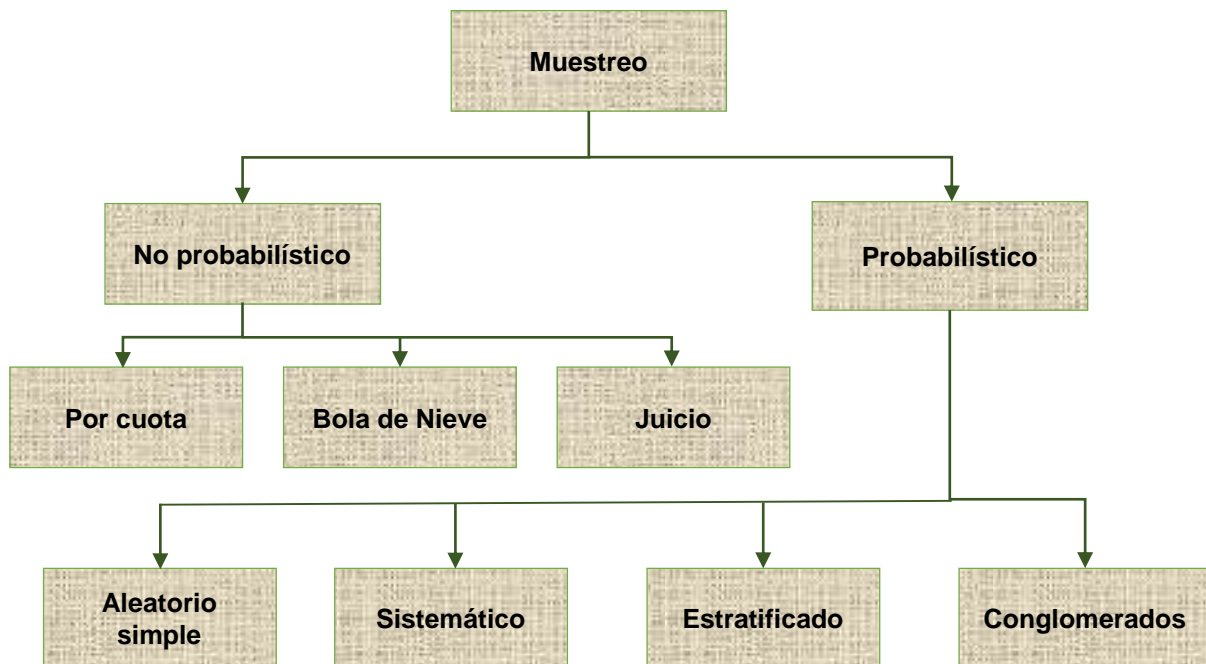 Muestreo
No probabilístico
Probabilístico
Por cuota
Bola de Nieve
Juicio
Aleatorio
simple
Sistemático
Estratificado
Conglomerados